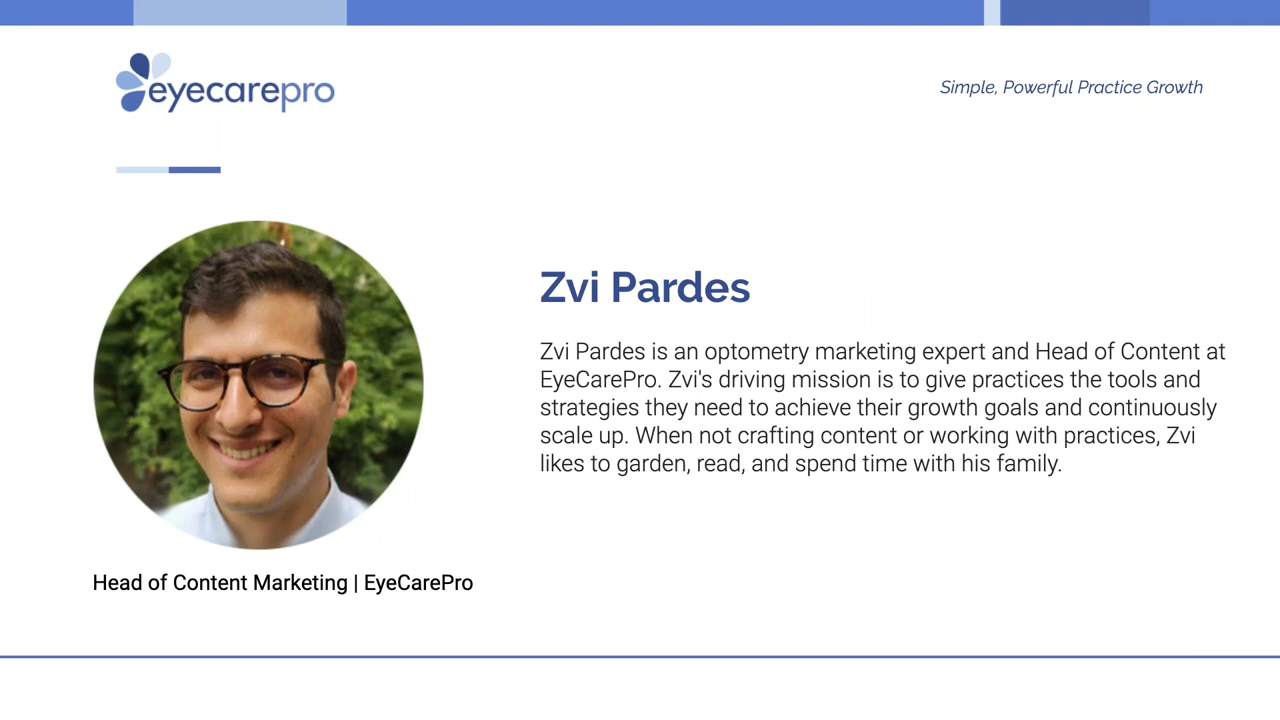 eyecarepro
Simple, Powerful Practice Growth
Zvi Pardes
Zvi Pardes is an optometry marketing expert and Head of Content at
EyeCarePro. Zvi's driving mission is to give practices the tools and
strategies they need to achieve their growth goals and continuously
scale up. When not crafting content or working with practices, Zvi
likes to garden, read, and spend time with his family.
Head of Content Marketing | EyeCarePro